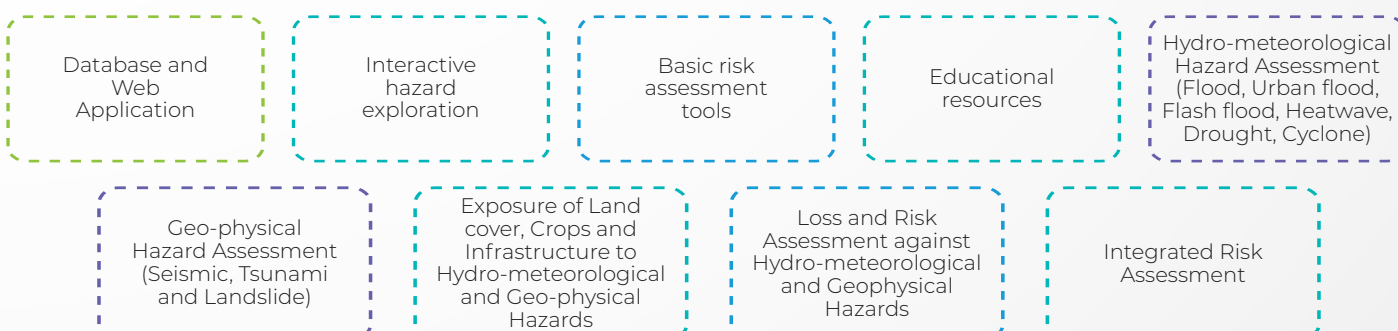 Database and
Web
Application
Interactive
hazard
exploration
Basic risk
assessment
tools
Educational
resources
Hydro-meteorological
Hazard Assessment
(Flood, Urban flood,
Flash flood, Heatwave,
Drought, Cyclone)
Geo-physical
Hazard Assessment
(Seismic, Tsunami
and Landslide)
Exposure of Land
cover, Crops and
Infrastructure to
Hydro-meteorological
and Geo-physical
Hazards
Loss and Risk
Assessment against
Hydro-meteorological
and Geophysical
Hazards
Integrated Risk
Assessment